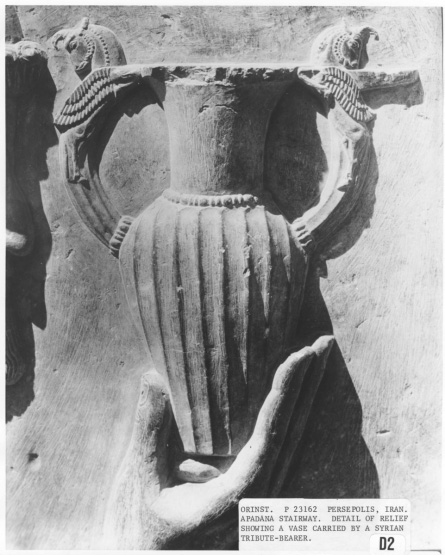 ORINST. P 23162 PERSEPOLIS, IRAN.
APADANA STAIRWAY. DETAIL OF RELIEF
SHOWING A VASE CARRIED BY A SYRIAN
TRIBUTE-BEARER.
D2